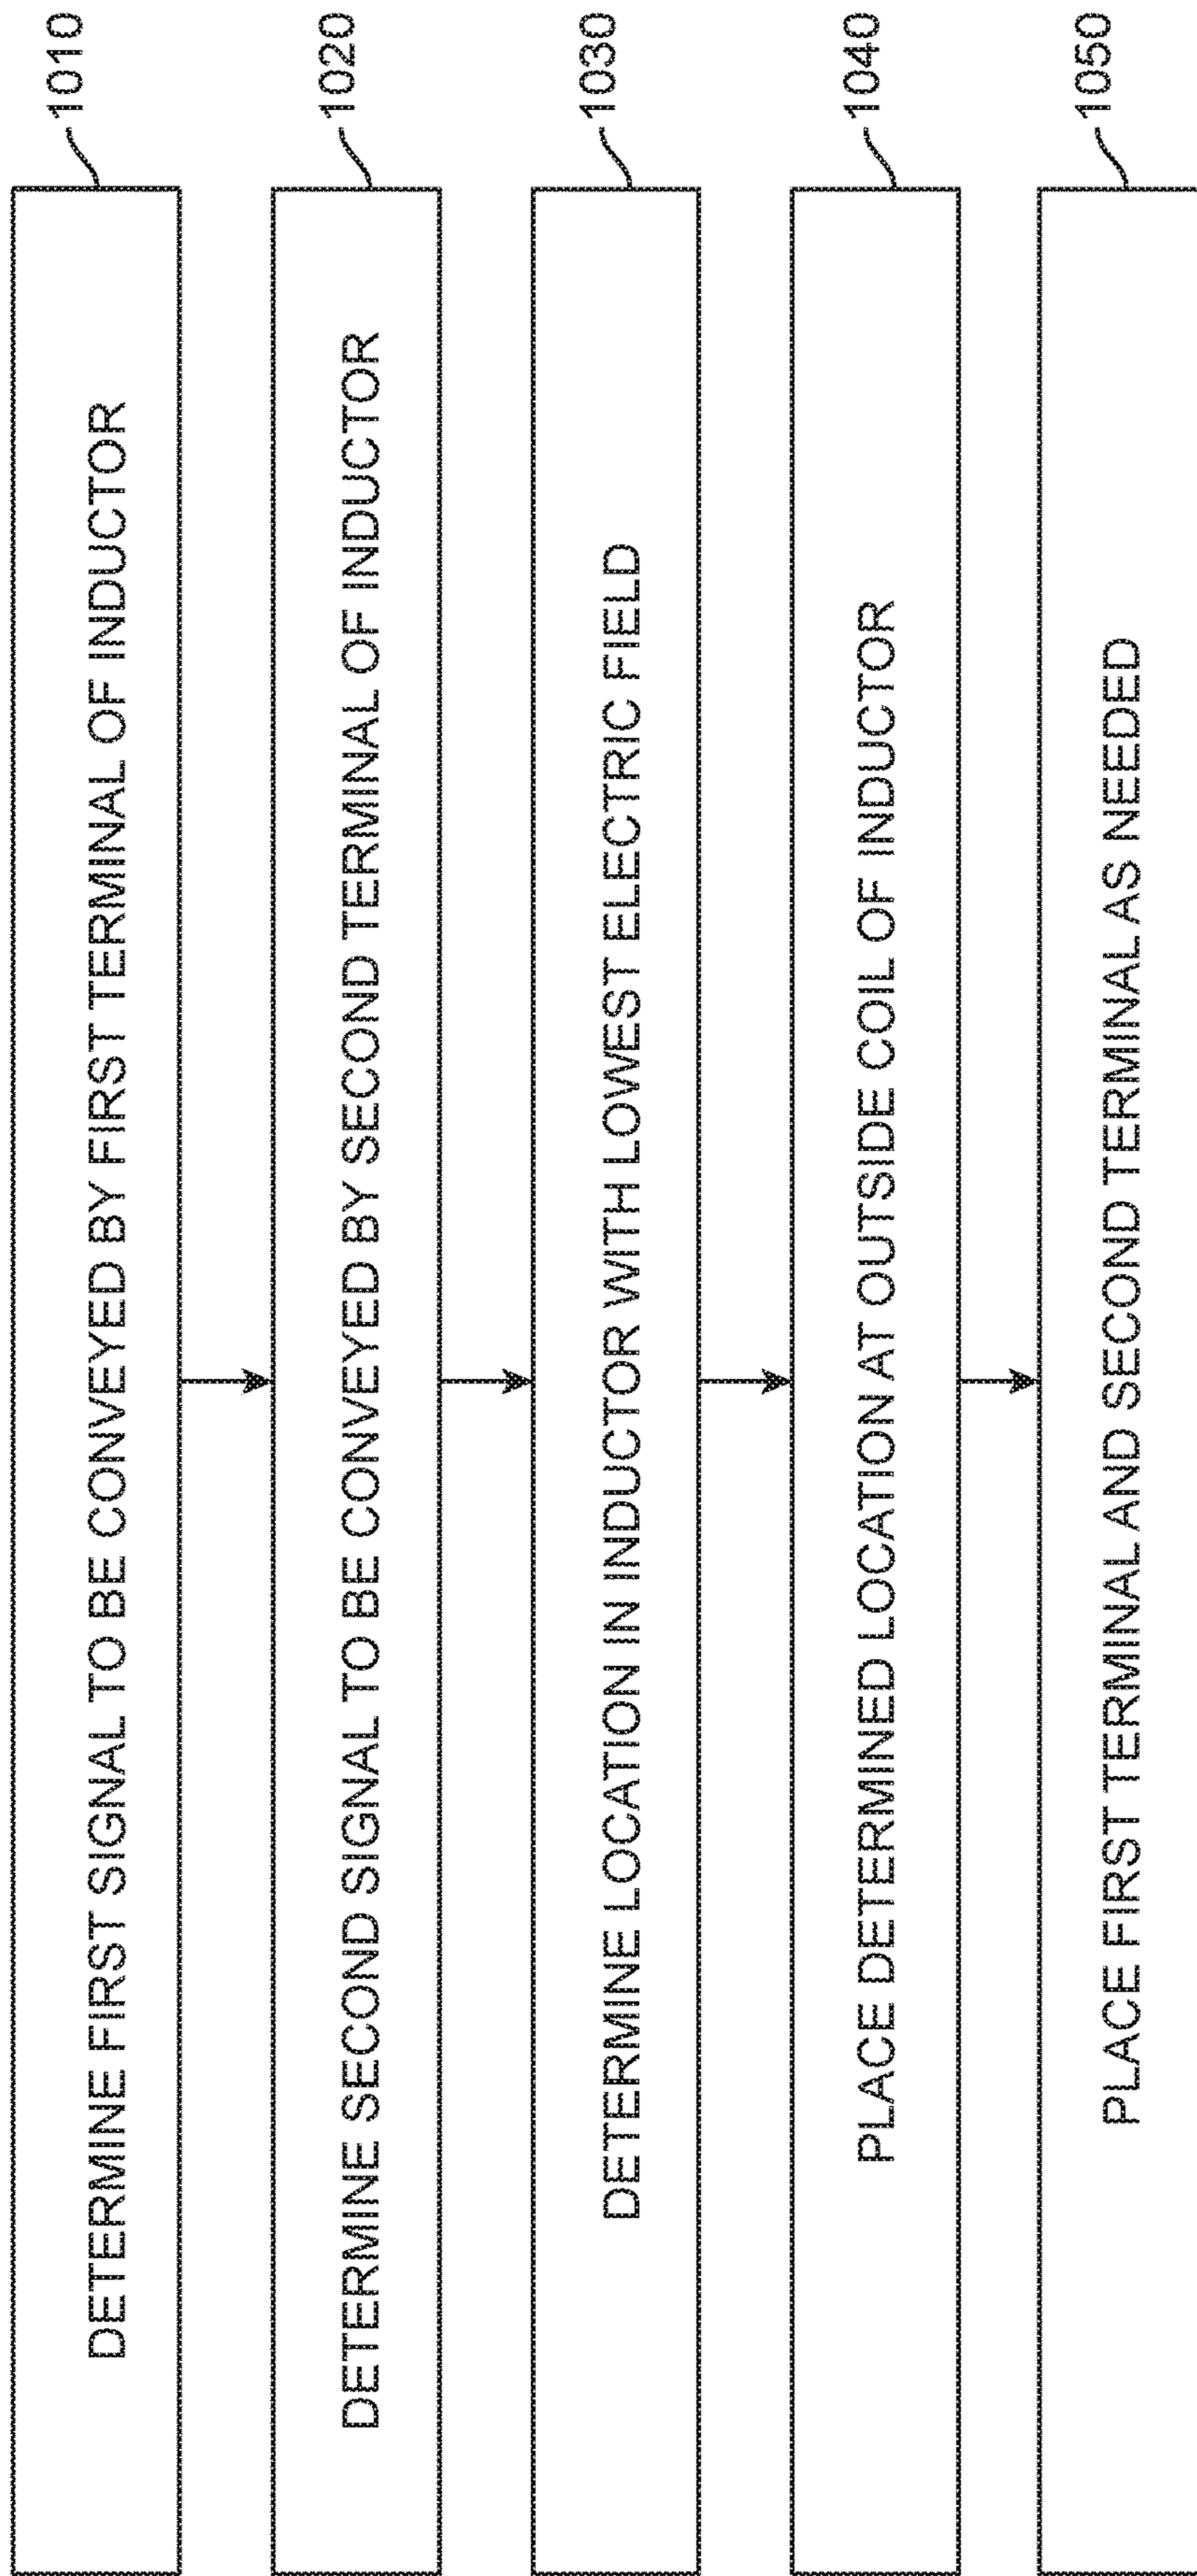 DETERMINE FIRST SIGNAL TO BE CONVEYED BY FIRST TERMINAL OF INDUCTOR
1010
DETERMINE SECOND SIGNAL TO BE CONVEYED BY SECOND TERMINAL OF INDUCTOR
1020
DETERMINE LOCATION IN INDUCTOR WITH LOWEST ELECTRIC FIELD
1030
PLACE DETERMINED LOCATION AT OUTSIDE COIL OF INDUCTOR
1040
PLACE FIRST TERMINAL AND SECOND TERMINAL AS NEEDED
1050